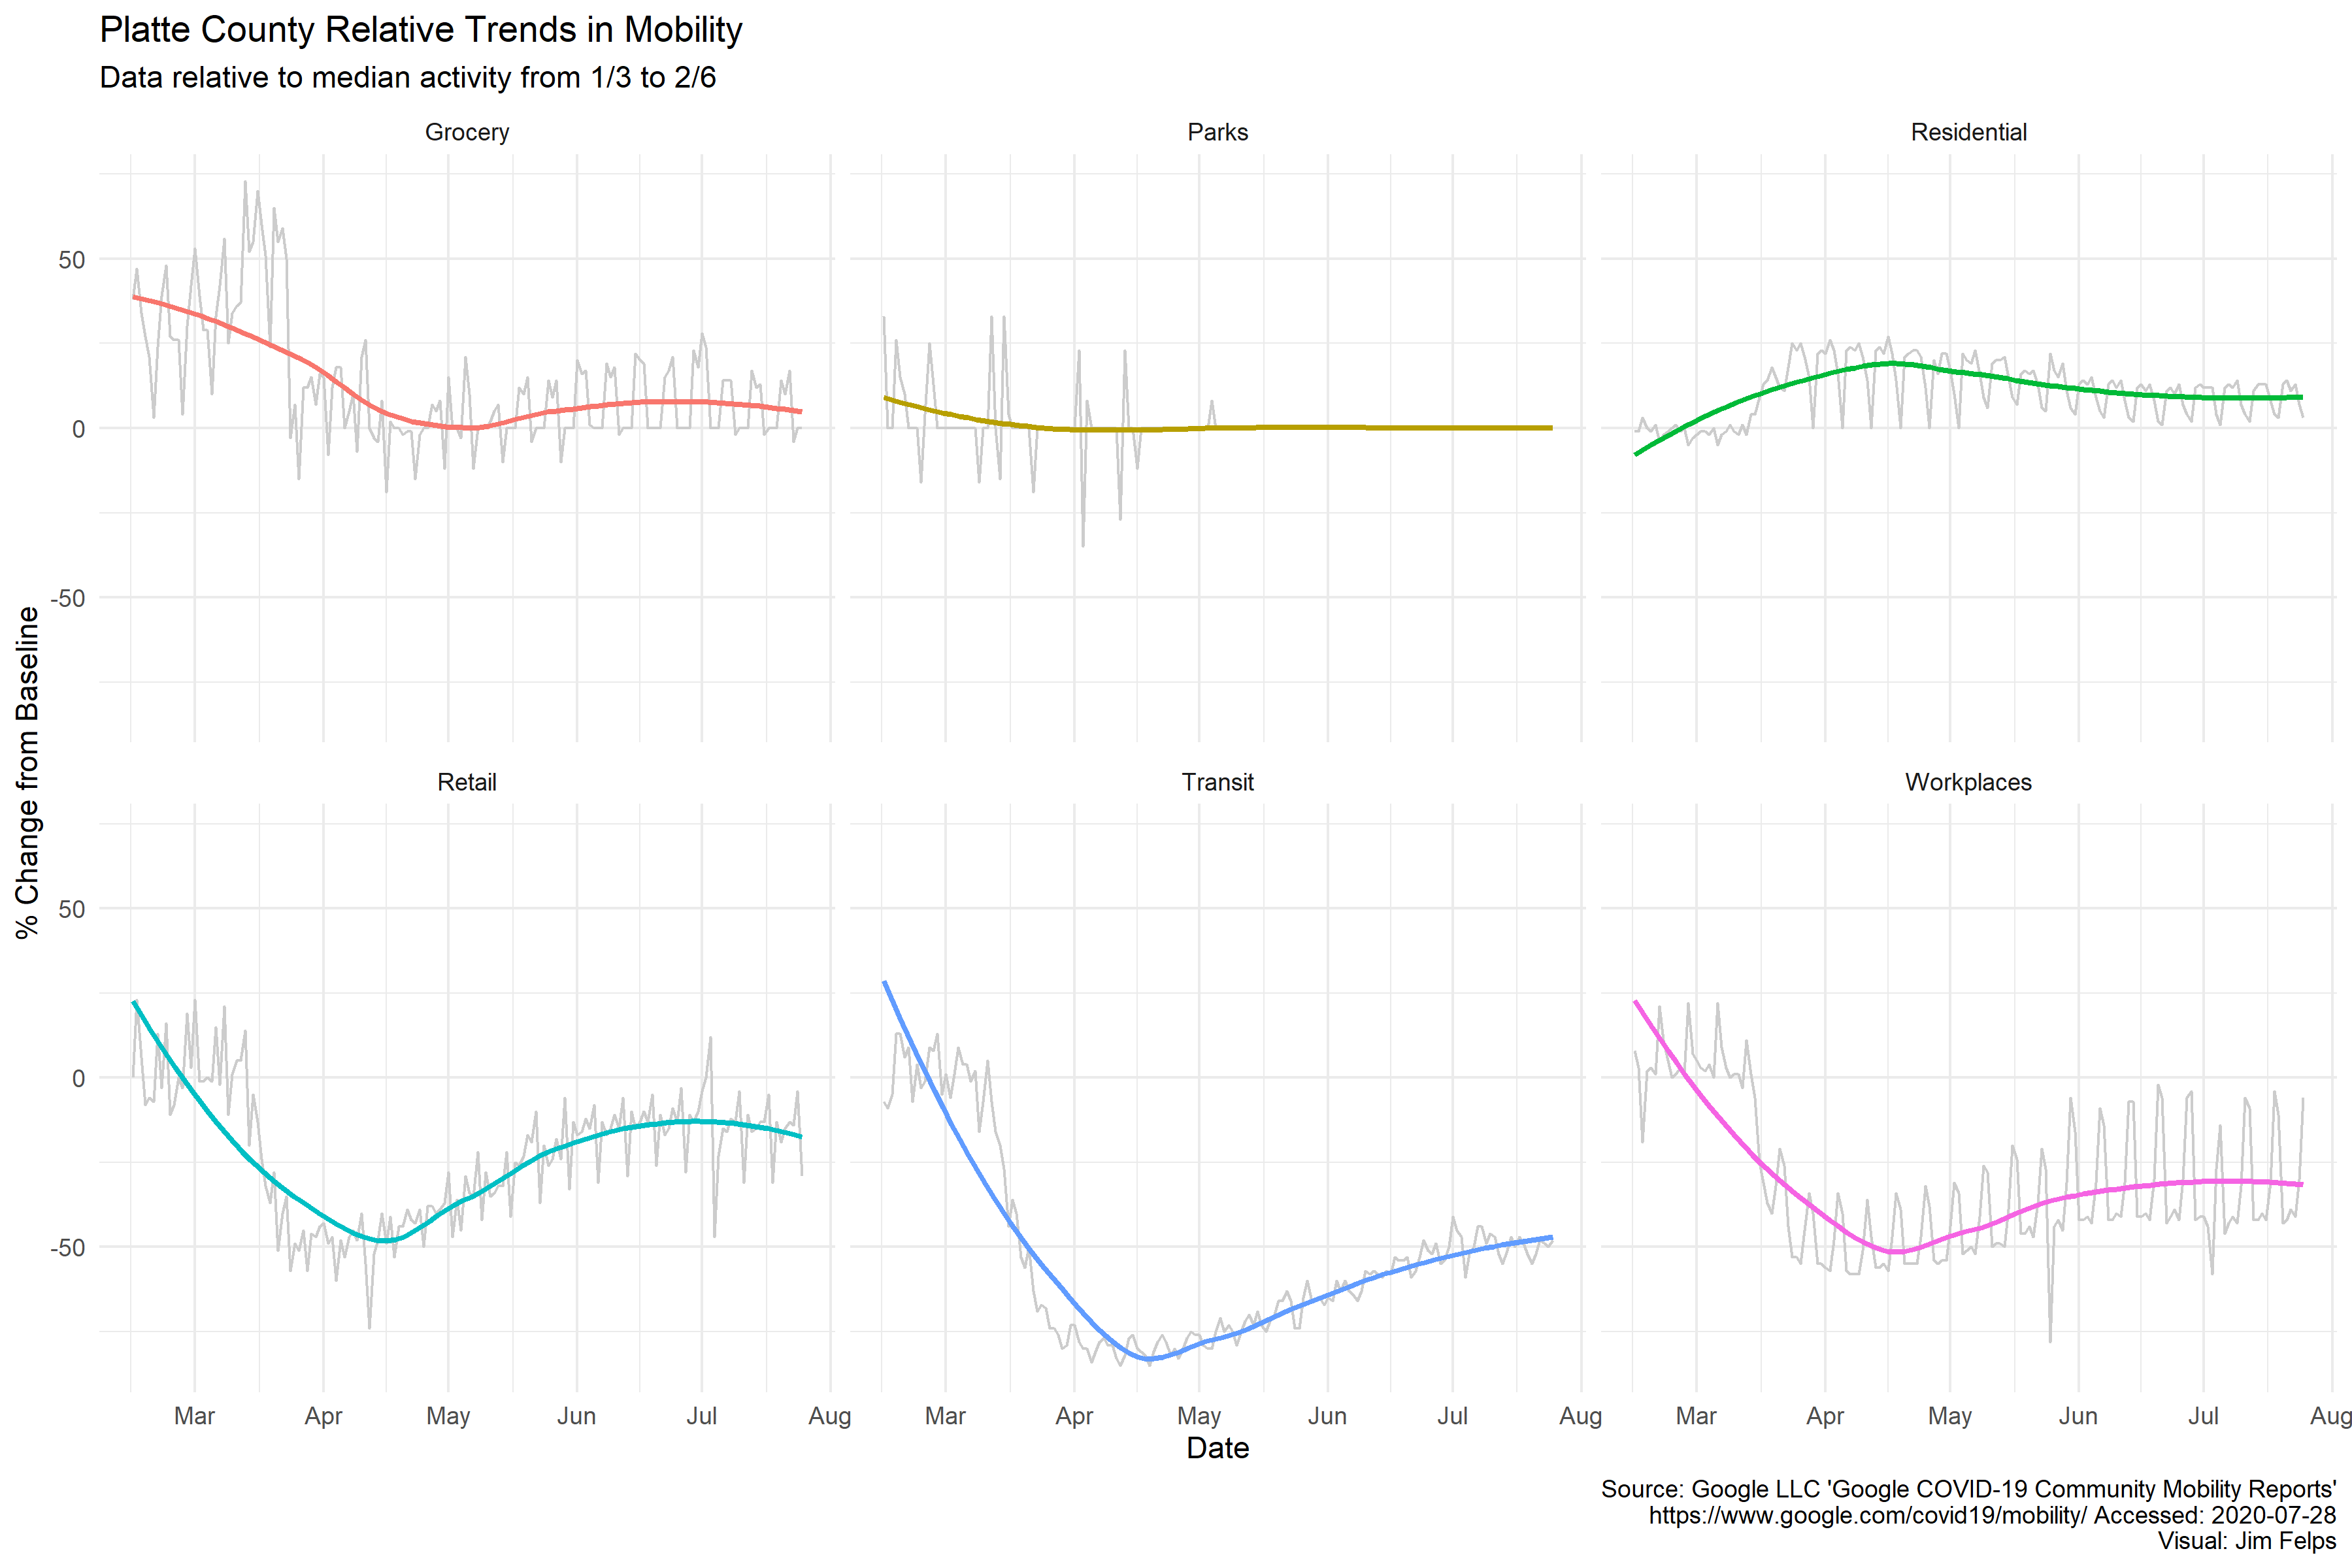 Platte County Relative Trends in Mobility
Data relative to median activity from 1/3 to 2/6
Grocery
Parks
Residential
50
0
-50
% Change from Baseline
Retail
Transit
Workplaces
50
0
-50
Mar Apr May Jun Jul Aug
Mar Apr May Jun Jul Aug
Mar Apr May Jun Jul Aug
Date
Source: Google LLC 'Google COVID-19 Community Mobility Reports'
https://www.google.com/covid19/mobility/ Accessed: 2020-07-28
Visual: Jim Felps